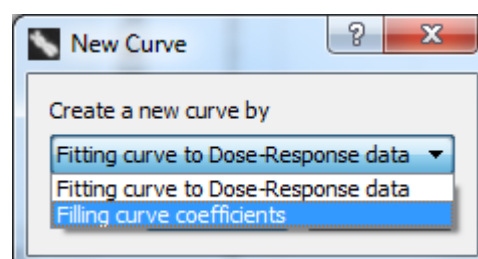 New Curve
Create a new curve by
Fitting curve to Dose-Response data
Fitting curve to Dose-Response data
Filling curve coefficients